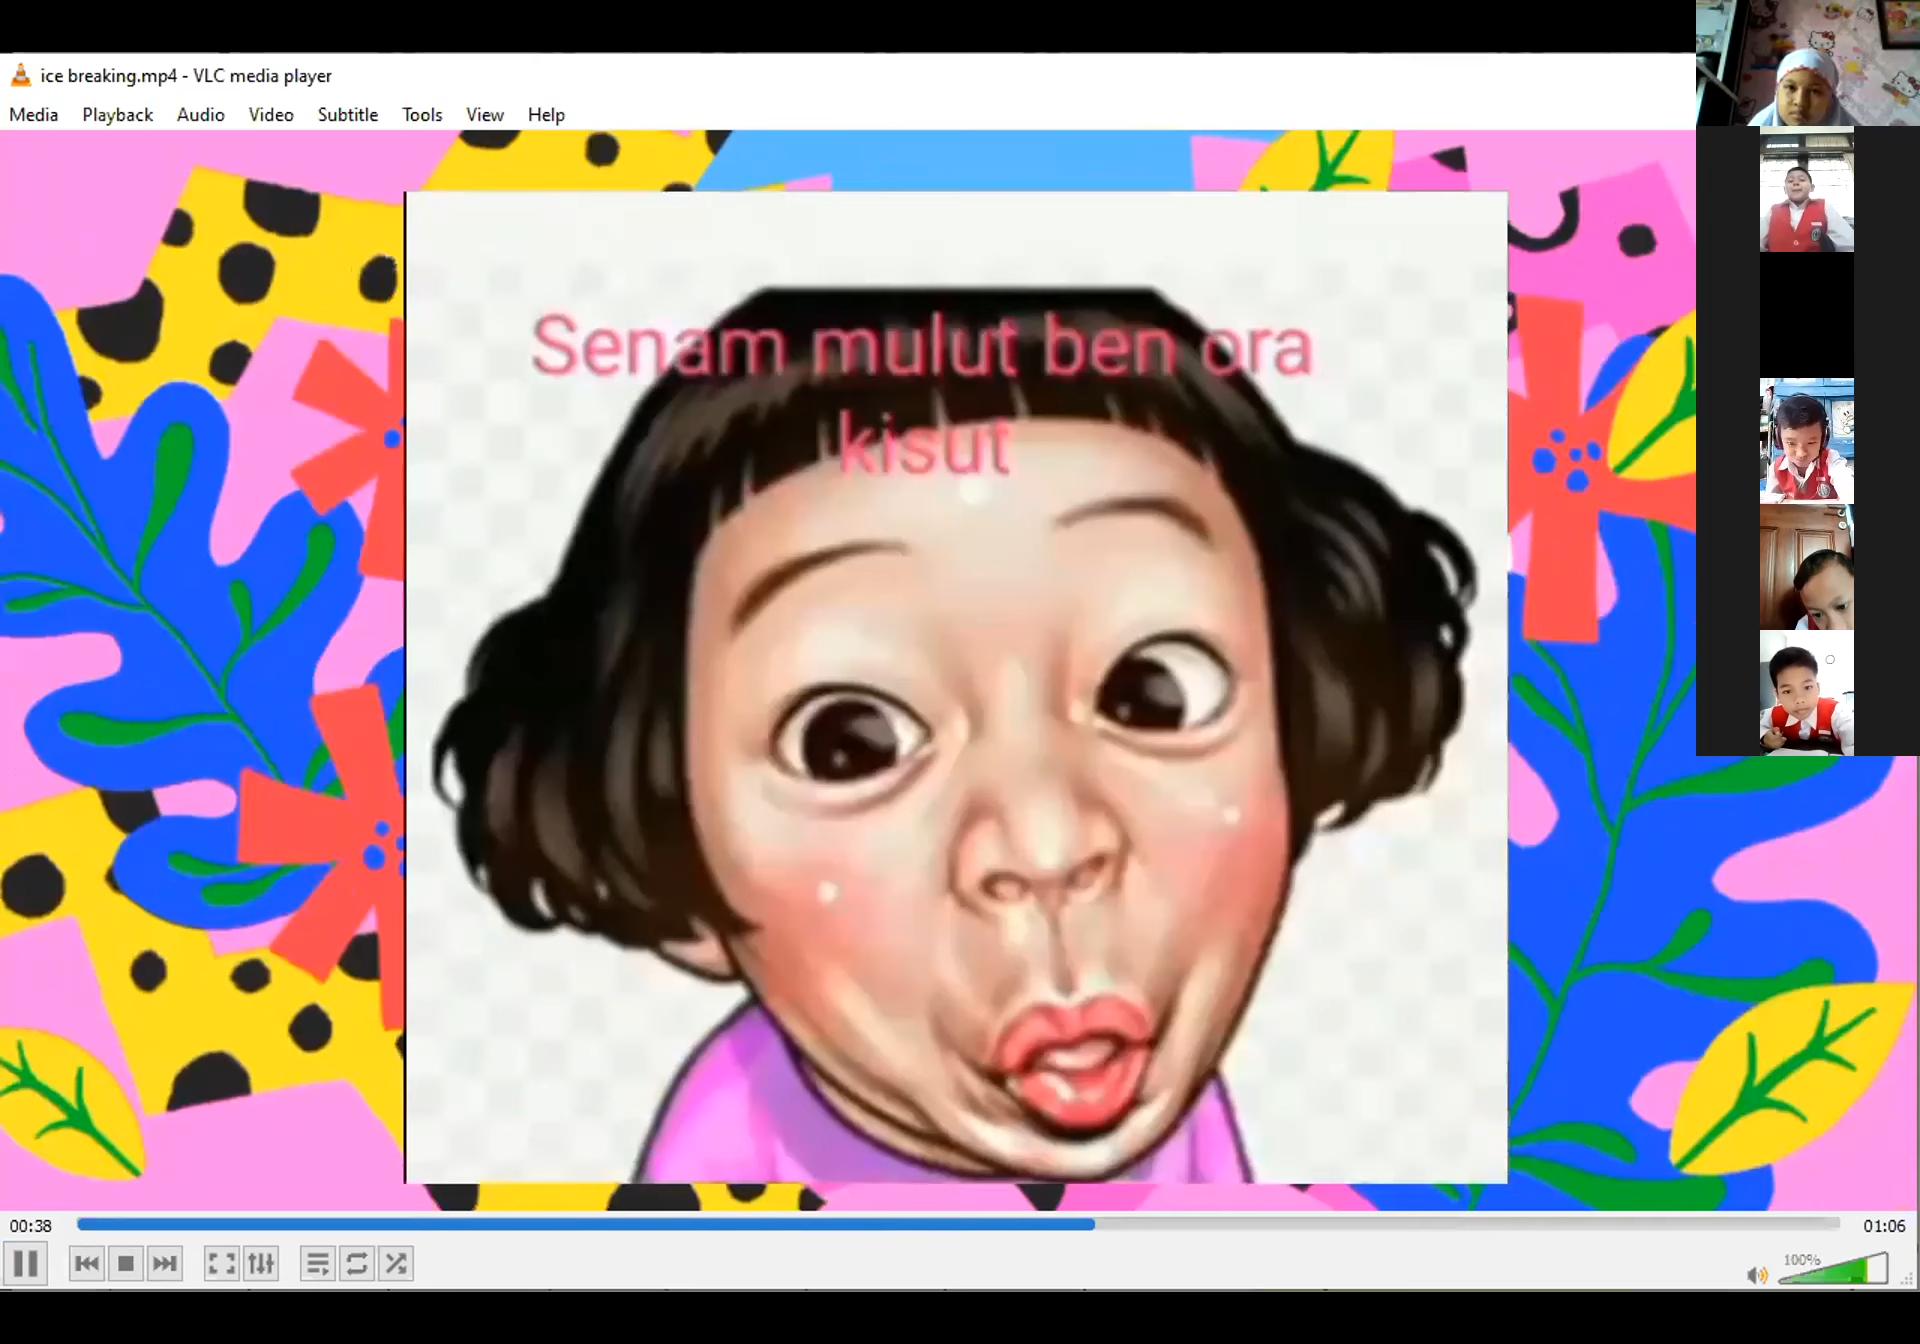 ice breaking.mp4 - VLC media player
Media Playback Audio Video Subtitle Tools View Help
Senam mulut ben ora
kisut
00:38
01:06
100%